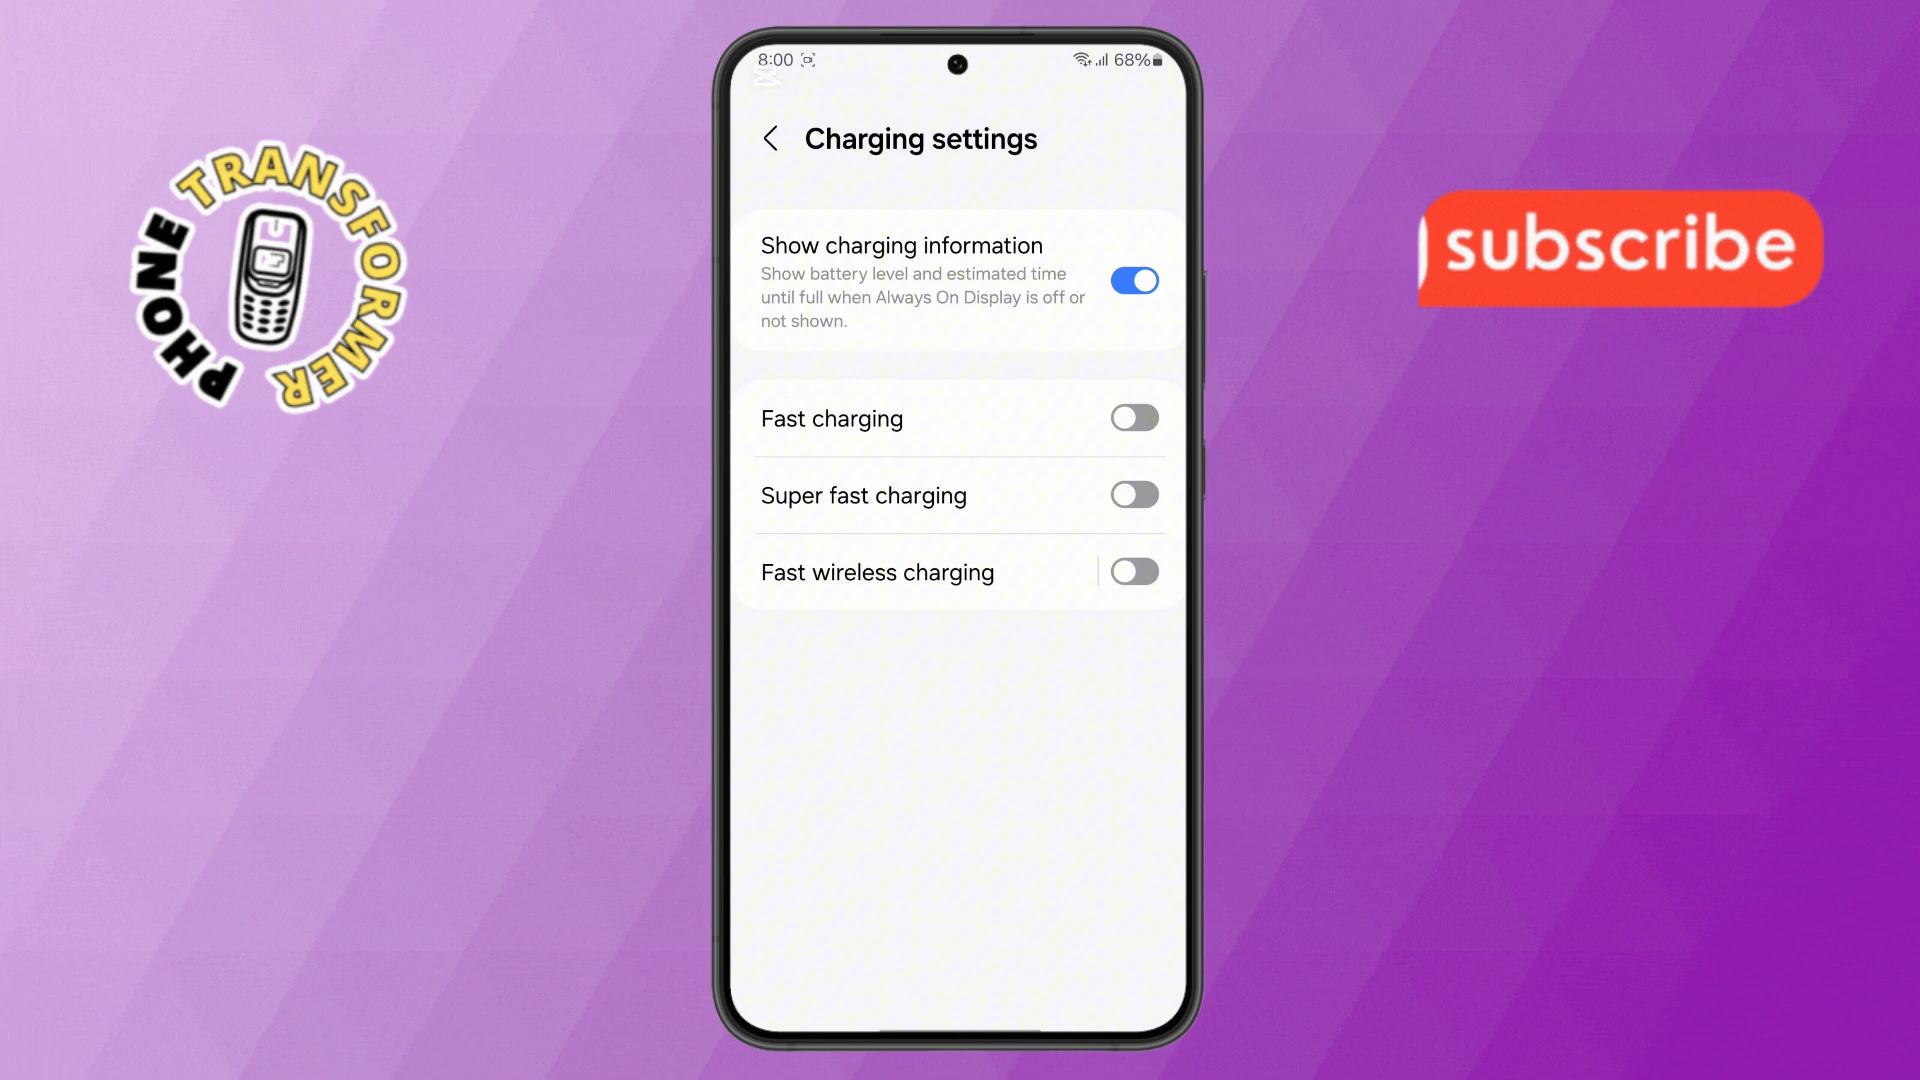 PHONE TRANSFORMER
8:00
68%
Charging settings
Show charging information
Show battery level and estimated time
until full when Always On Display is off or
not shown.
Fast charging
Super fast charging
Fast wireless charging
subscribe